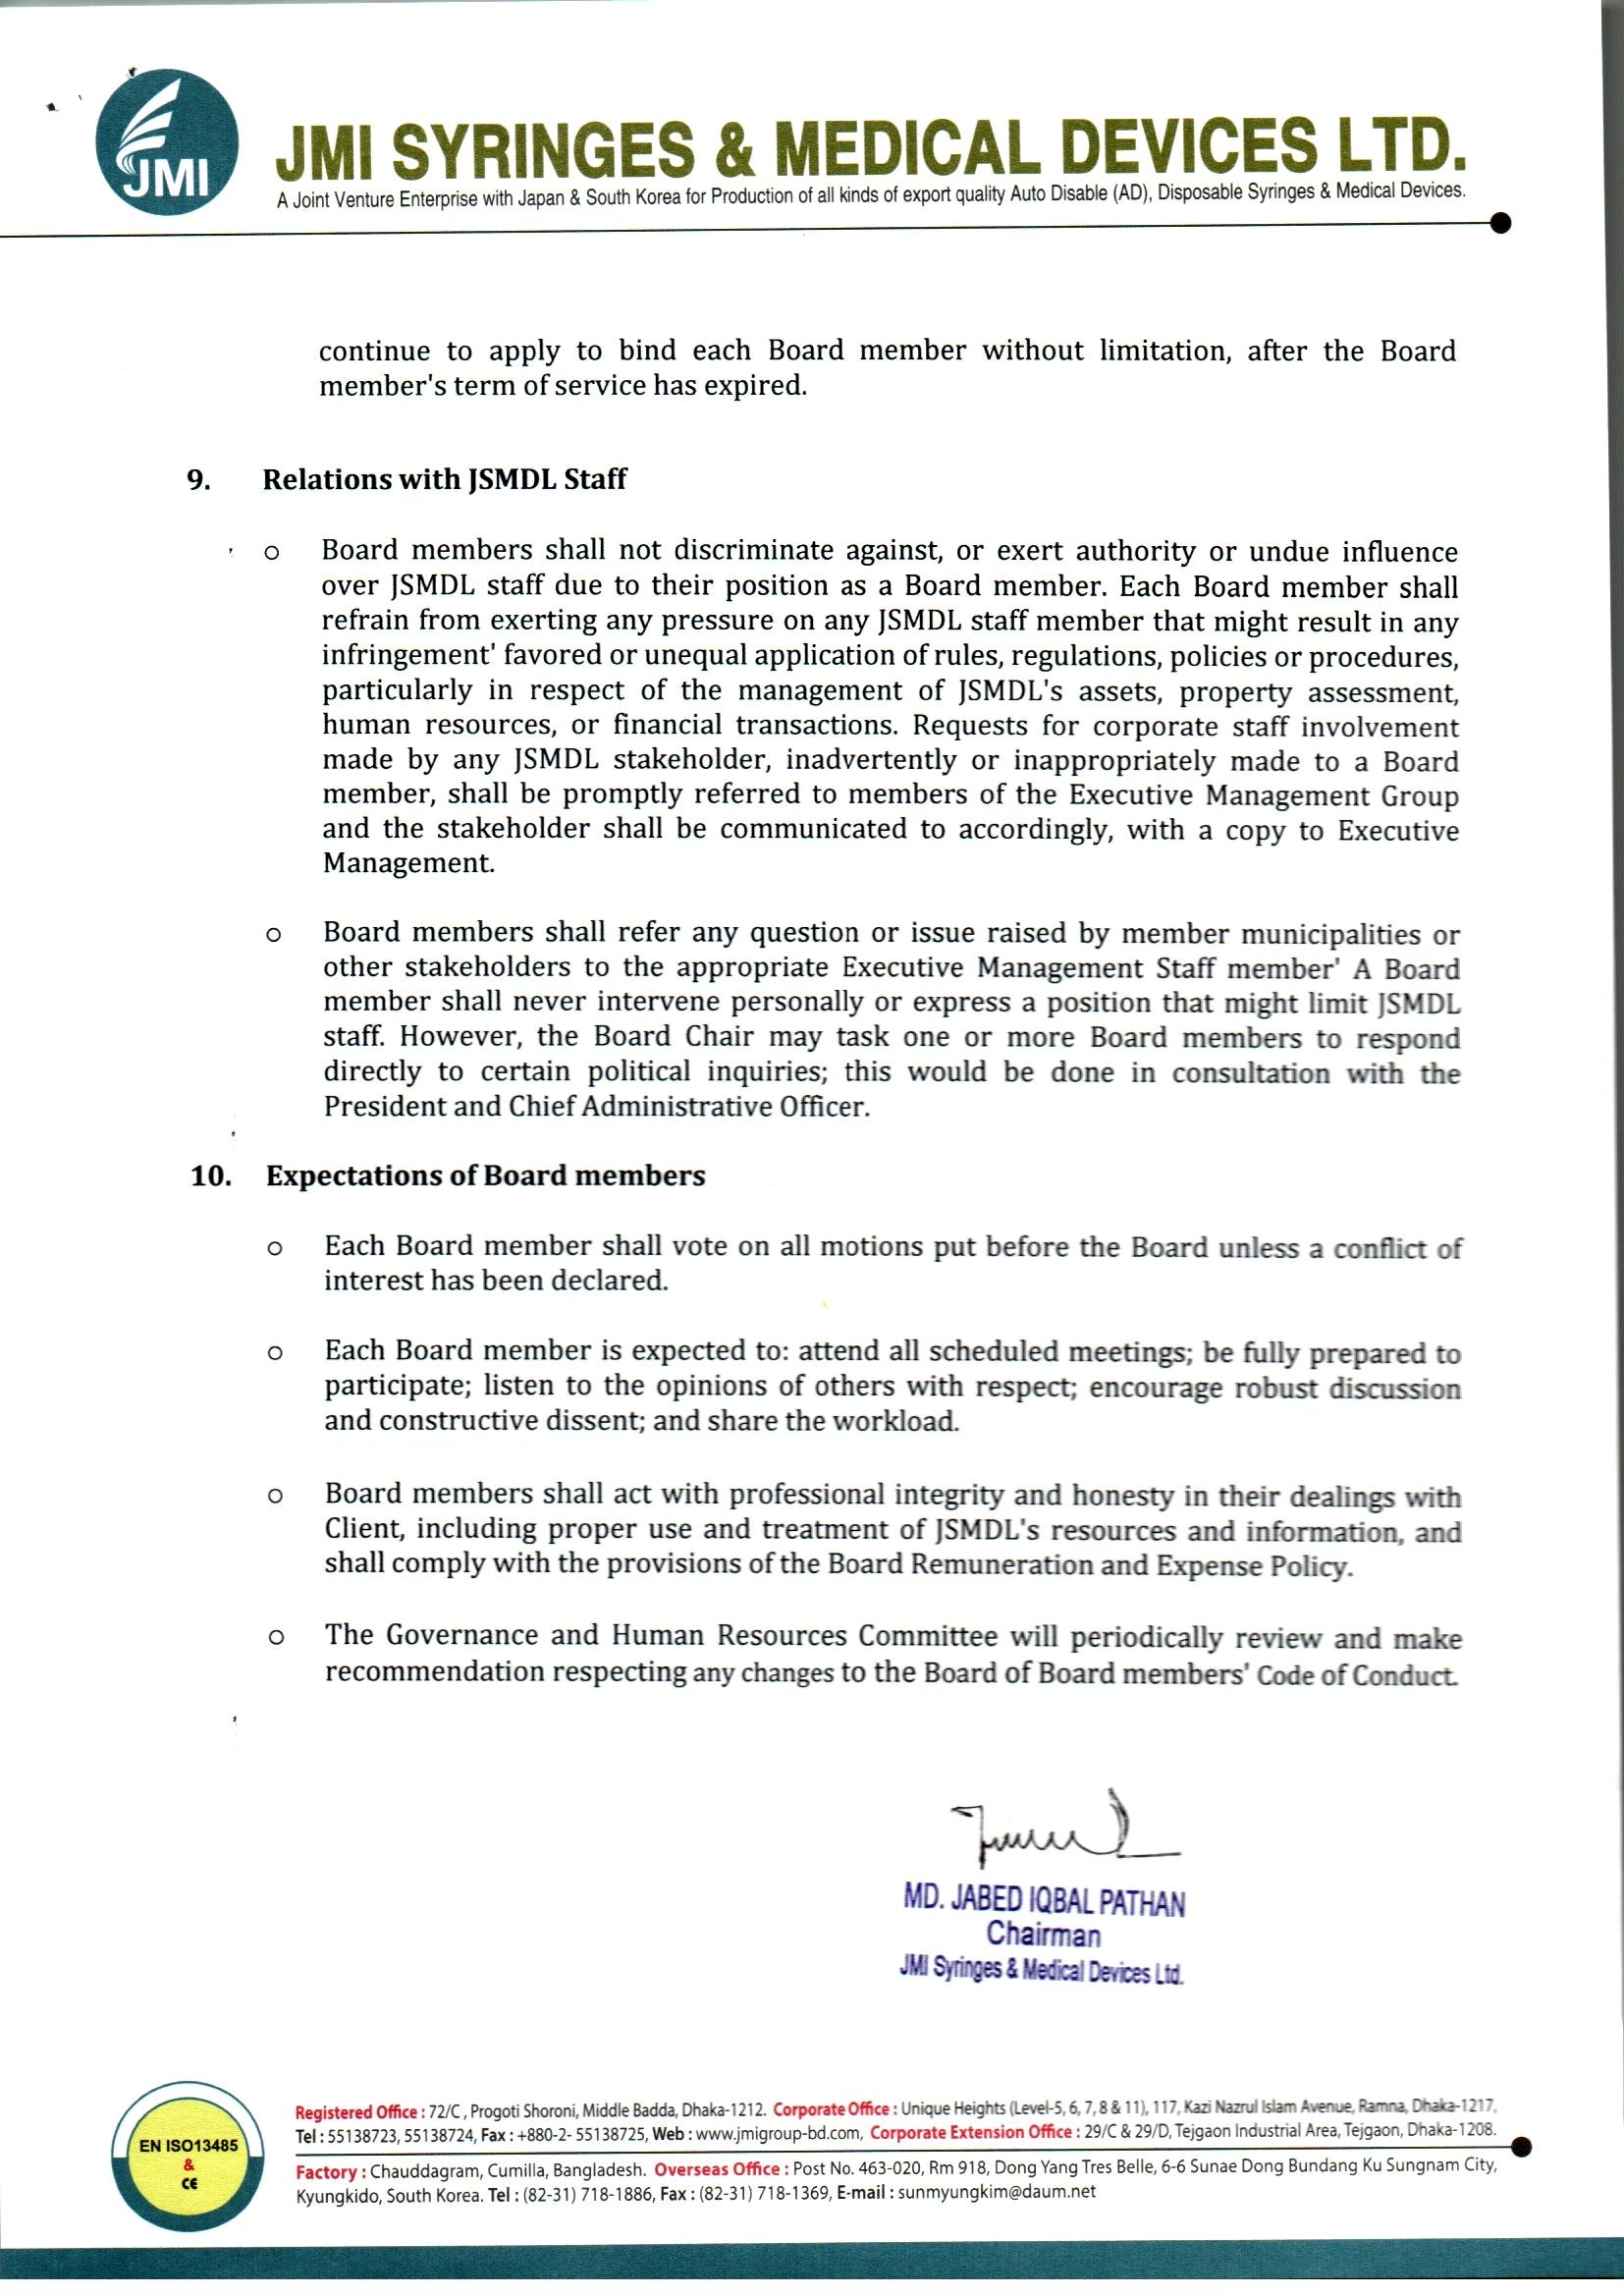 JMI
JMI SYRINGES & MEDICAL DEVICES LTD.
A Joint Venture Enterprise with Japan & South Korea for Production of all kinds of export quality Auto Disable (AD), Disposable Syringes & Medical Devices.
continue to apply to bind each Board member without limitation, after the Board
member's term of service has expired.
9. Relations with JSMDL Staff
o Board members shall not discriminate against, or exert authority or undue influence
over JSMDL staff due to their position as a Board member. Each Board member shall
refrain from exerting any pressure on any JSMDL staff member that might result in any
infringement' favored or unequal application of rules, regulations, policies or procedures,
particularly in respect of the management of JSMDL's assets, property assessment,
human resources, or financial transactions. Requests for corporate staff involvement
made by any JSMDL stakeholder, inadvertently or inappropriately made to a Board
member, shall be promptly referred to members of the Executive Management Group
and the stakeholder shall be communicated to accordingly, with a copy to Executive
Management.
o Board members shall refer any question or issue raised by member municipalities or
other stakeholders to the appropriate Executive Management Staff member' A Board
member shall never intervene personally or express a position that might limit JSMDL
staff. However, the Board Chair may task one or more Board members to respond
directly to certain political inquiries; this would be done in consultation with the
President and Chief Administrative Officer.
10. Expectations of Board members
o Each Board member shall vote on all motions put before the Board unless a conflict of
interest has been declared.
o Each Board member is expected to: attend all scheduled meetings; be fully prepared to
participate; listen to the opinions of others with respect; encourage robust discussion
and constructive dissent; and share the workload.
o Board members shall act with professional integrity and honesty in their dealings with
Client, including proper use and treatment of JSMDL's resources and information, and
shall comply with the provisions of the Board Remuneration and Expense Policy.
o The Governance and Human Resources Committee will periodically review and make
recommendation respecting any changes to the Board of Board members' Code of Conduct.
MD. JABED IQBAL PATHAN
Chairman
JMI Syringes & Medical Devices Ltd.
EN ISO13485
&
CE
Registered Office : 72/C , Progoti Shoroni, Middle Badda, Dhaka-1212. Corporate Office : Unique Heights (Level-5, 6, 7, 8 & 11), 117, Kazi Nazrul Islam Avenue, Ramna, Dhaka-1217,
Tel : 55138723, 55138724, Fax : +880-2- 55138725, Web : www.jmigroup-bd.com, Corporate Extension Office : 29/C & 29/D, Tejgaon Industrial Area, Tejgaon, Dhaka-1208.
Factory : Chauddagram, Cumilla, Bangladesh. Overseas Office : Post No. 463-020, Rm 918, Dong Yang Tres Belle, 6-6 Sunae Dong Bundang Ku Sungnam City,
Kyungkido, South Korea. Tel : (82-31) 718-1886, Fax : (82-31) 718-1369, E-mail : sunmyungkim@daum.net